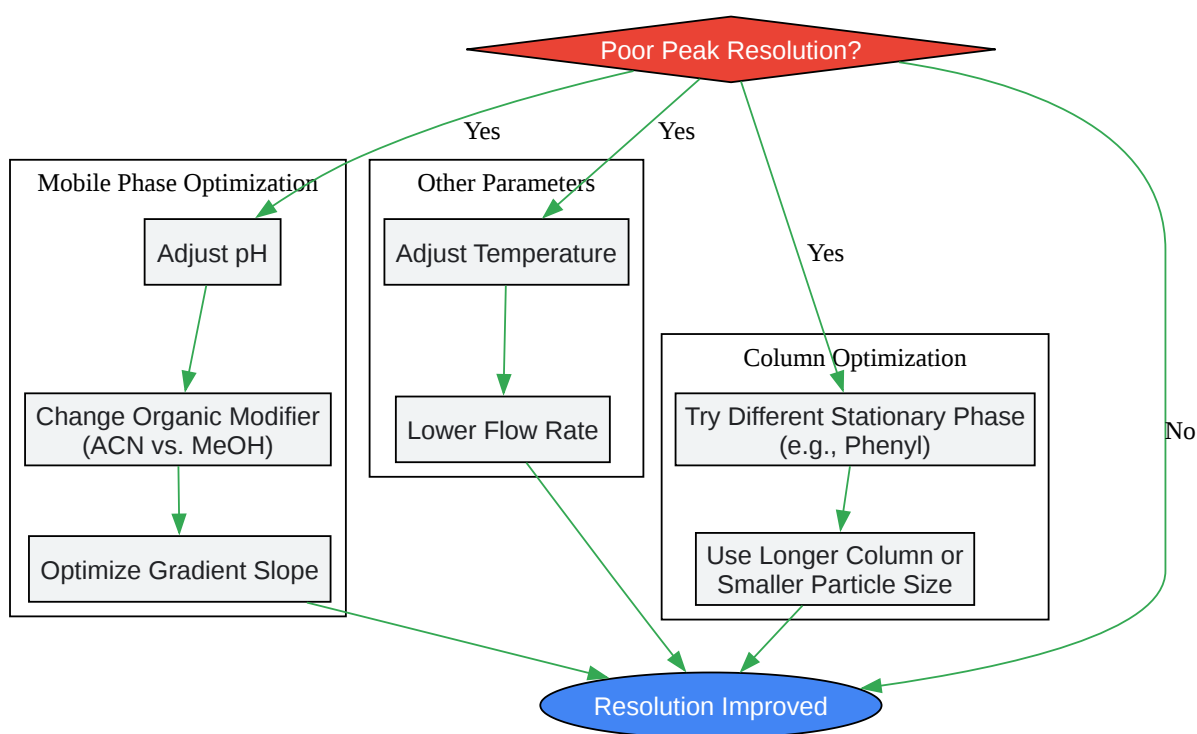 Poor Peak Resolution?
Yes
Yes
Yes
No
Mobile Phase Optimization
Adjust pH
Change Organic Modifier
(ACN vs. MeOH)
Optimize Gradient Slope
Other Parameters
Adjust Temperature
Lower Flow Rate
Column Optimization
Try Different Stationary Phase
(e.g., Phenyl)
Use Longer Column or
Smaller Particle Size
Resolution Improved